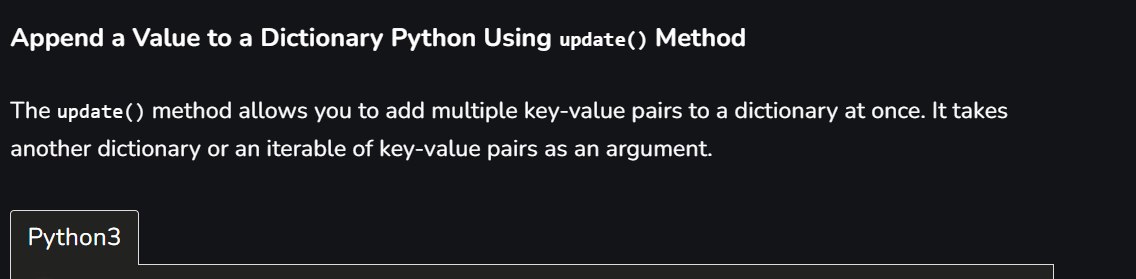 Append a Value to a Dictionary Python Using update() Method
The update() method allows you to add multiple key-value pairs to a dictionary at once. It takes
another dictionary or an iterable of key-value pairs as an argument.
Python3